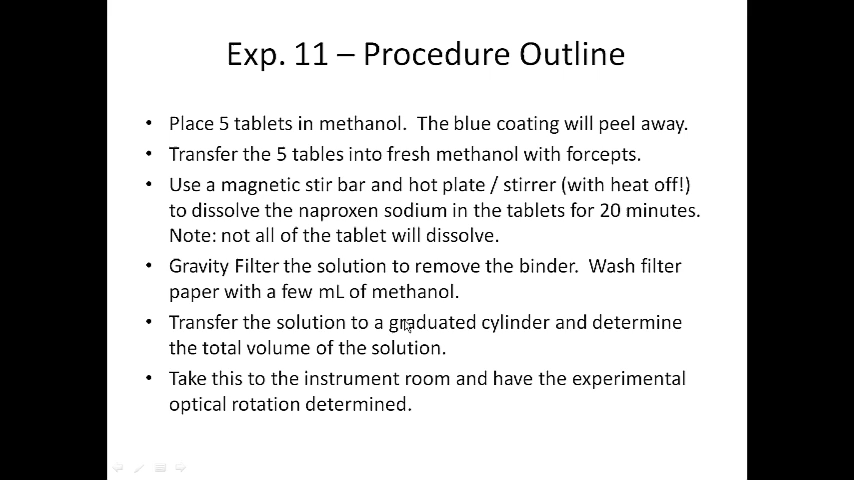 Exp. 11 – Procedure Outline
• Place 5 tablets in methanol. The blue coating will peel away.
• Transfer the 5 tables into fresh methanol with forcepts.
• Use a magnetic stir bar and hot plate / stirrer (with heat off!)
to dissolve the naproxen sodium in the tablets for 20 minutes.
Note: not all of the tablet will dissolve.
• Gravity Filter the solution to remove the binder. Wash filter
paper with a few mL of methanol.
• Transfer the solution to a graduated cylinder and determine
the total volume of the solution.
• Take this to the instrument room and have the experimental
optical rotation determined.